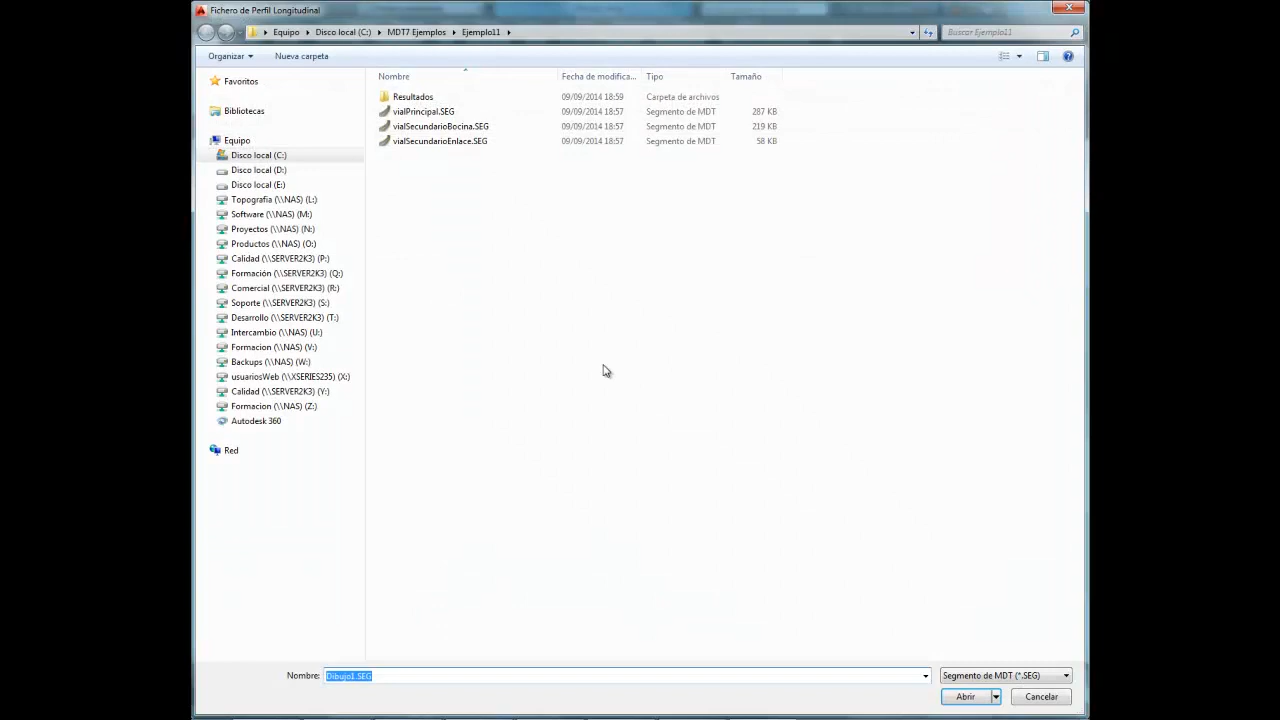 Fichero de Perfil Longitudinal
Equipo Disco local (C:) MDT7 Ejemplos Ejemplo11
Buscar Ejemplo11
Organizar Nueva carpeta
Nombre Fecha de modifica... Tipo Tamaño
Resultados 09/09/2014 18:59 Carpeta de archivos
vialPrincipal.SEG 09/09/2014 18:57 Segmento de MDT 287 KB
vialSecundarioBocina.SEG 09/09/2014 18:57 Segmento de MDT 219 KB
vialSecundarioEnlace.SEG 09/09/2014 18:57 Segmento de MDT 58 KB
Favoritos
Bibliotecas
Equipo
Disco local (C:)
Disco local (D:)
Disco local (E:)
Topografia (\\NAS) (L:)
Software (\\NAS) (M:)
Proyectos (\\NAS) (N:)
Productos (\\NAS) (O:)
Calidad (\\SERVER2K3) (P:)
Formación (\\SERVER2K3) (Q:)
Comercial (\\SERVER2K3) (R:)
Soporte (\\SERVER2K3) (S:)
Desarrollo (\\SERVER2K3) (T:)
Intercambio (\\NAS) (U:)
Formacion (\\NAS) (V:)
Backups (\\NAS) (W:)
usuariosWeb (\\XSERIES235) (X:)
Calidad (\\SERVER2K3) (Y:)
Formacion (\\NAS) (Z:)
Autodesk 360
Red
Nombre: Dibujo1.SEG Segmento de MDT (*.SEG)
Abrir Cancelar